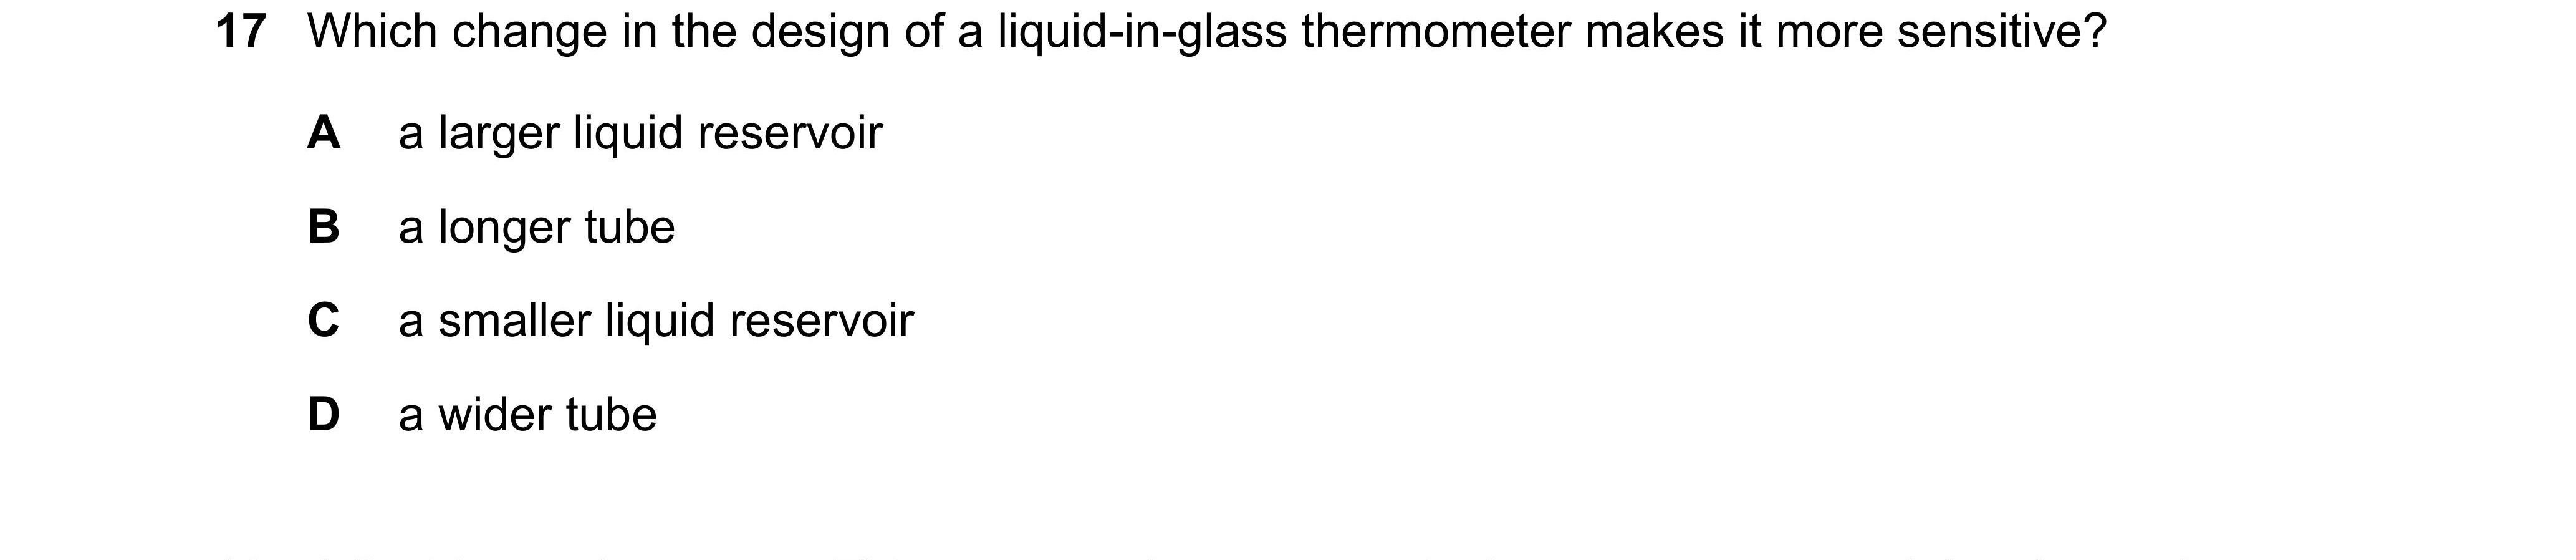 17 Which change in the design of a liquid-in-glass thermometer makes it more sensitive?
A a larger liquid reservoir
B a longer tube
C a smaller liquid reservoir
D a wider tube